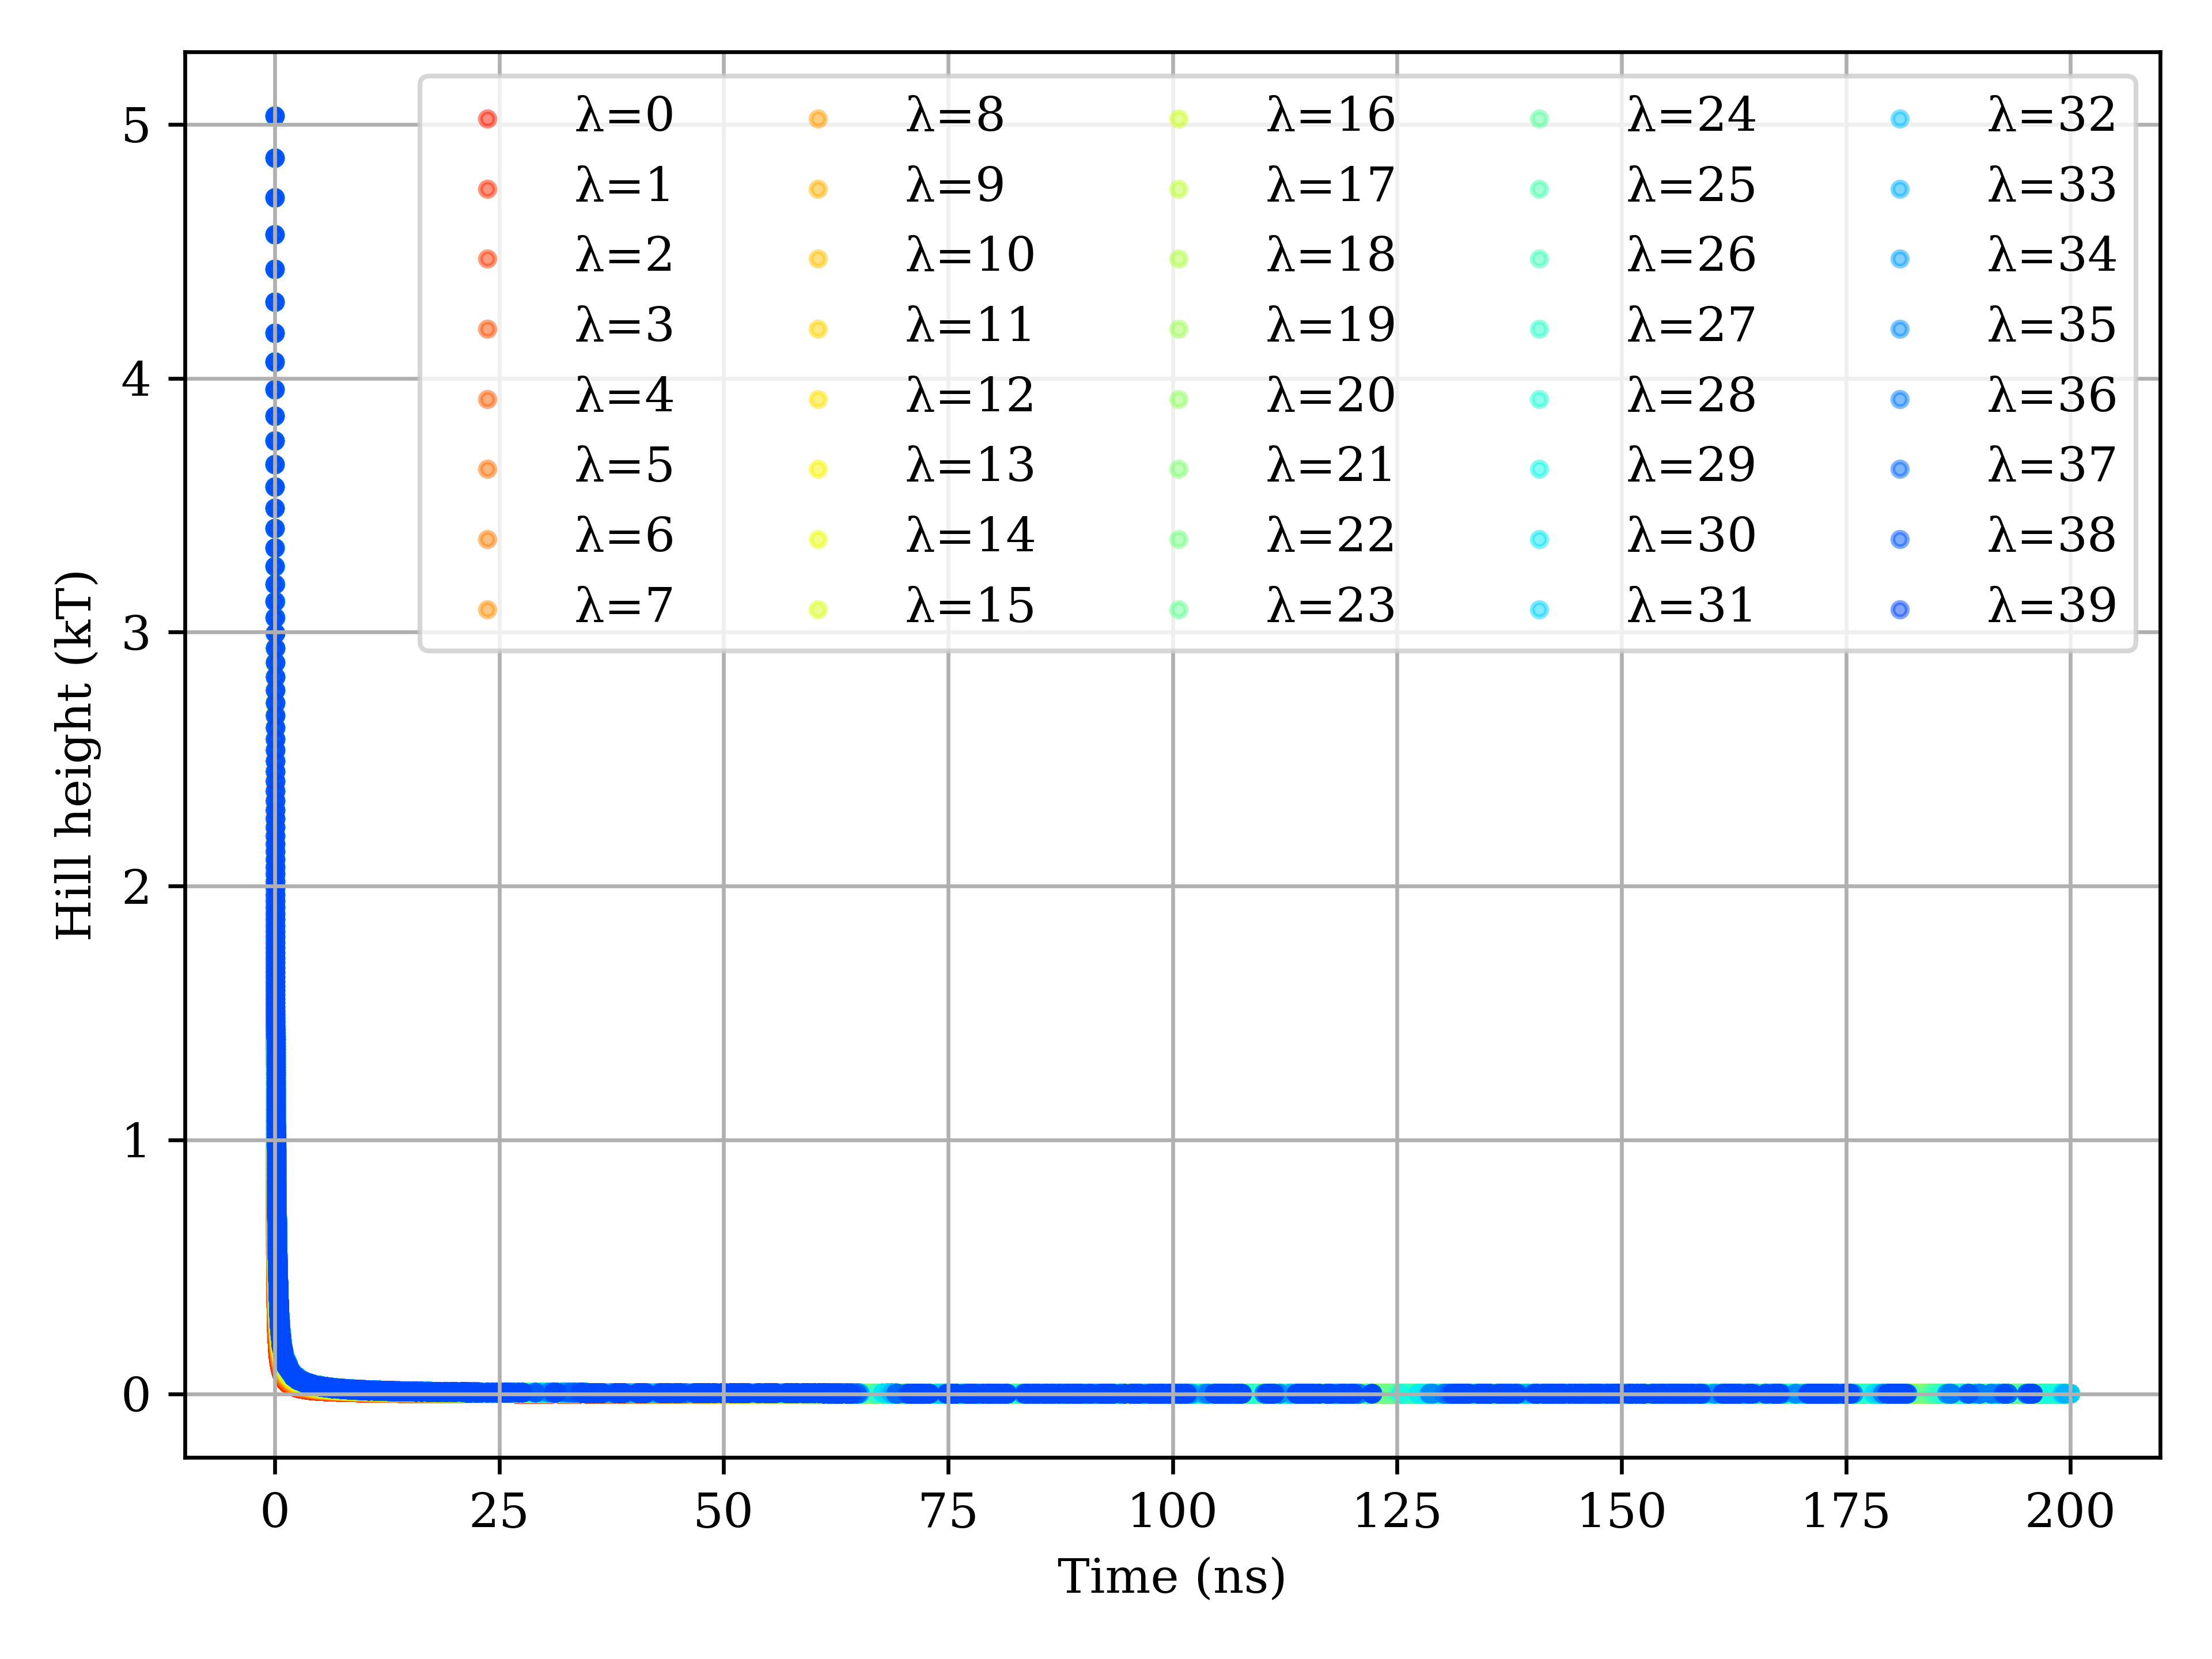 Hill height (kT)
5
4
3
2
1
0
λ=0 λ=8 λ=16 λ=24 λ=32
λ=1 λ=9 λ=17 λ=25 λ=33
λ=2 λ=10 λ=18 λ=26 λ=34
λ=3 λ=11 λ=19 λ=27 λ=35
λ=4 λ=12 λ=20 λ=28 λ=36
λ=5 λ=13 λ=21 λ=29 λ=37
λ=6 λ=14 λ=22 λ=30 λ=38
λ=7 λ=15 λ=23 λ=31 λ=39
0 25 50 75 100 125 150 175 200
Time (ns)